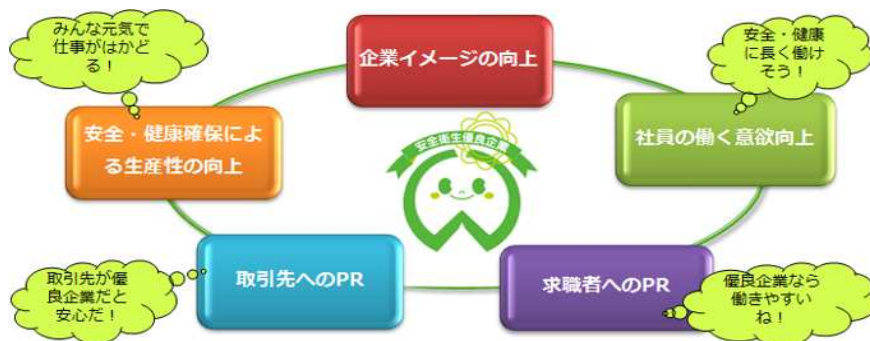 みんな元気で
仕事がはかど
る！
企業イメージの向上
安全・健康
に長く働け
そう！
安全・健康確保によ
る生産性の向上
安全衛生優良企業
社員の働く意欲向上
取引先が優
良企業だと
安心だ！
取引先へのPR
求職者へのPR
優良企業なら
働きやすい
ね！